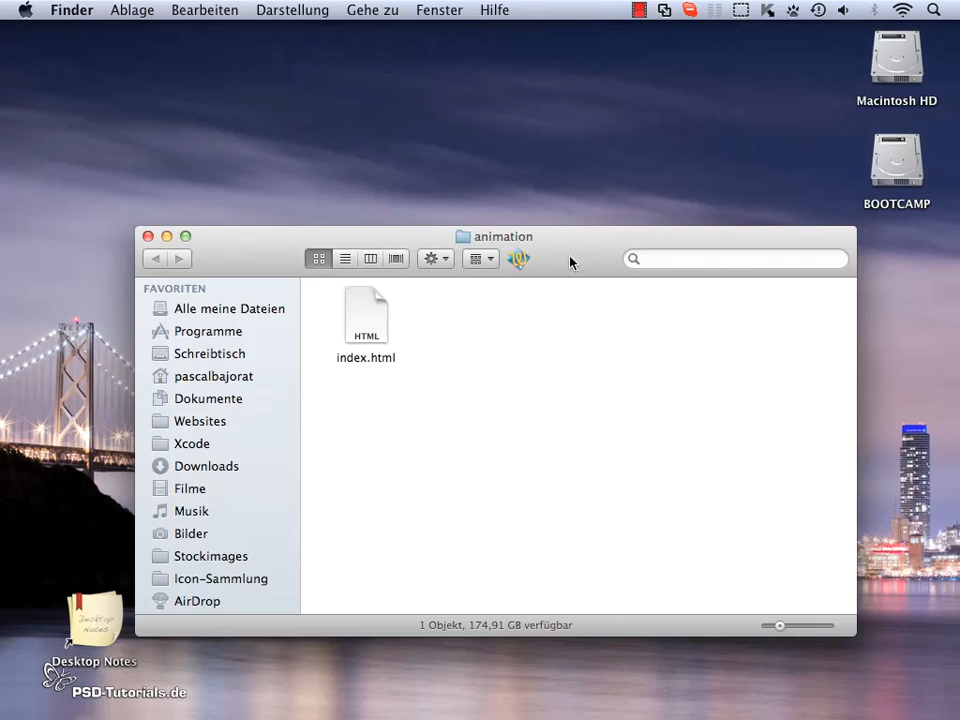 Finder Ablage Bearbeiten Darstellung Gehe zu Fenster Hilfe
Macintosh HD
BOOTCAMP
animation
FAVORITEN
Alle meine Dateien
Programme
Schreibtisch
pascalbajorat
Dokumente
Websites
Xcode
Downloads
Filme
Musik
Bilder
Stockimages
Icon-Sammlung
AirDrop
HTML
index.html
1 Objekt, 174,91 GB verfügbar
Desktop
Notes
Desktop Notes
PSD-Tutorials.de